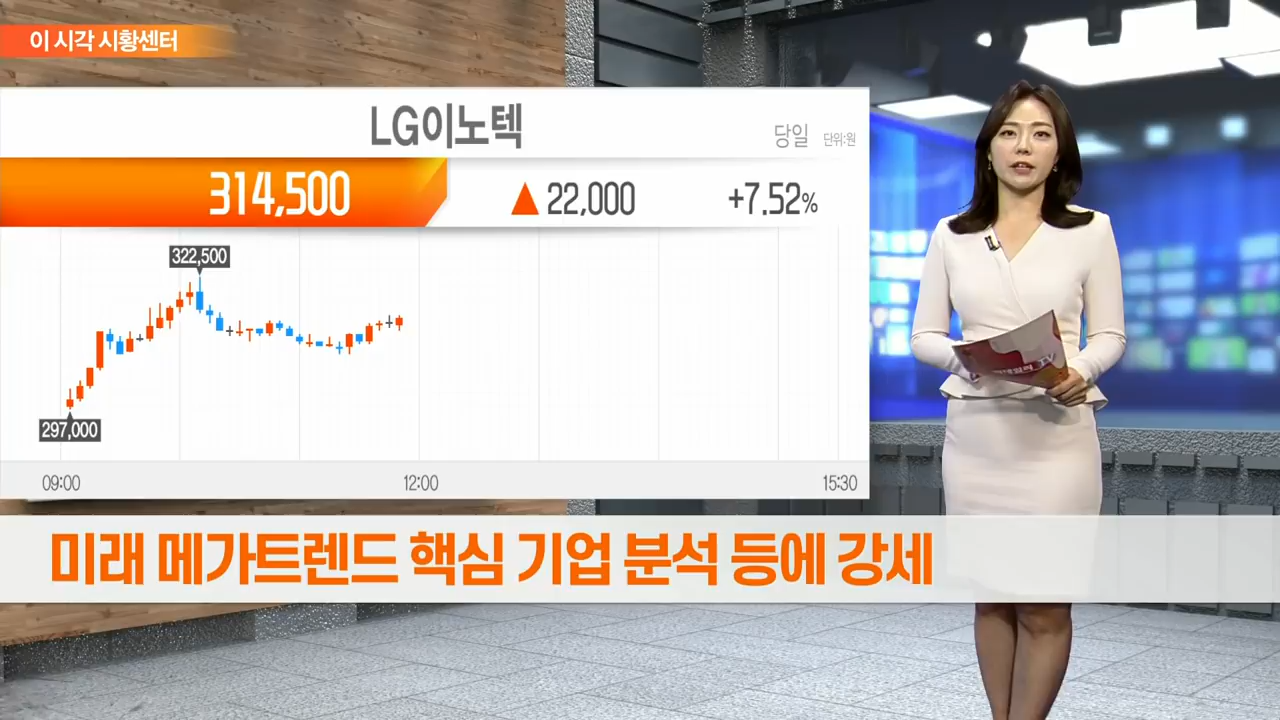 이 시각 시황센터
LG이노텍
당일 단위:원
314,500 ▲ 22,000 +7.52%
322,500
297,000
09:00 12:00 15:30
미래 메가트렌드 핵심 기업 분석 등에 강세